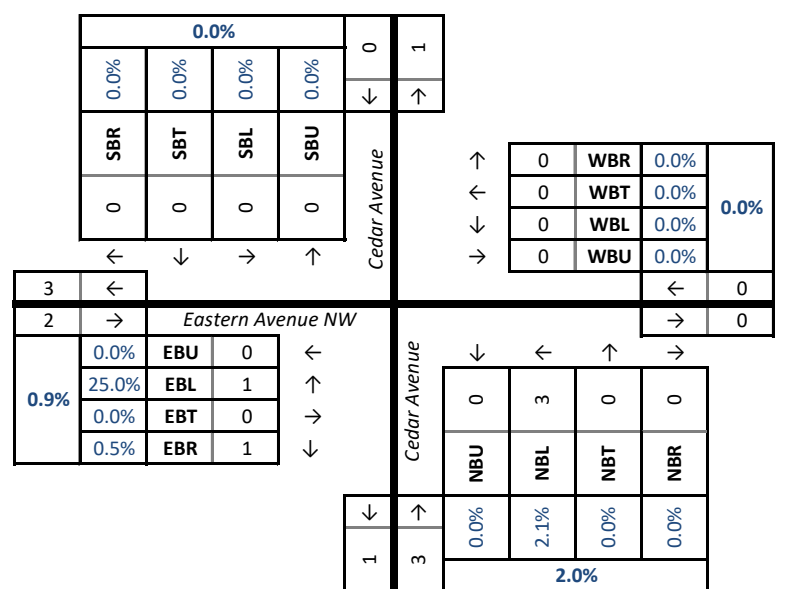 0.0%
0 1
0.0% 0.0% 0.0% 0.0%
↓ ↑
SBR SBT SBL SBU
0 0 0 0
← ↓ → ↑
Cedar Avenue
↑ 0 WBR 0.0%
← 0 WBT 0.0%
↓ 0 WBL 0.0%
→ 0 WBU 0.0%
0.0%
3 ←
← 0
2 → Eastern Avenue NW
→ 0
0.9%
0.0% EBU 0 ←
25.0% EBL 1 ↑
0.0% EBT 0 →
0.5% EBR 1 ↓
Cedar Avenue
↓ ← ↑ →
0 3 0 0
NBU NBL NBT NBR
↓ ↑
0.0% 2.1% 0.0% 0.0%
1 3
2.0%